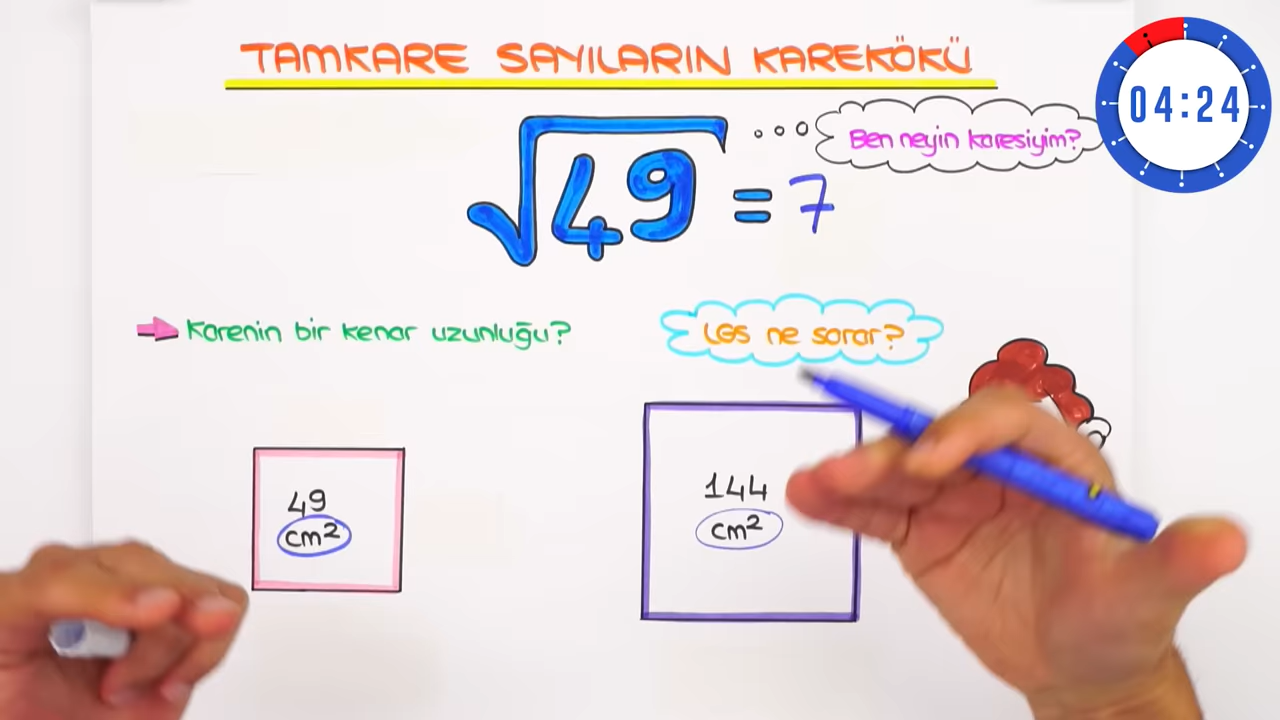 TAMKARE SAYILARIN KAREKÖKÜ
04:24
Ben neyin karesiyim?
√49 = 7
Karenin bir kenar uzunluğu?
LGS ne sorar?
49
cm²
144
cm²